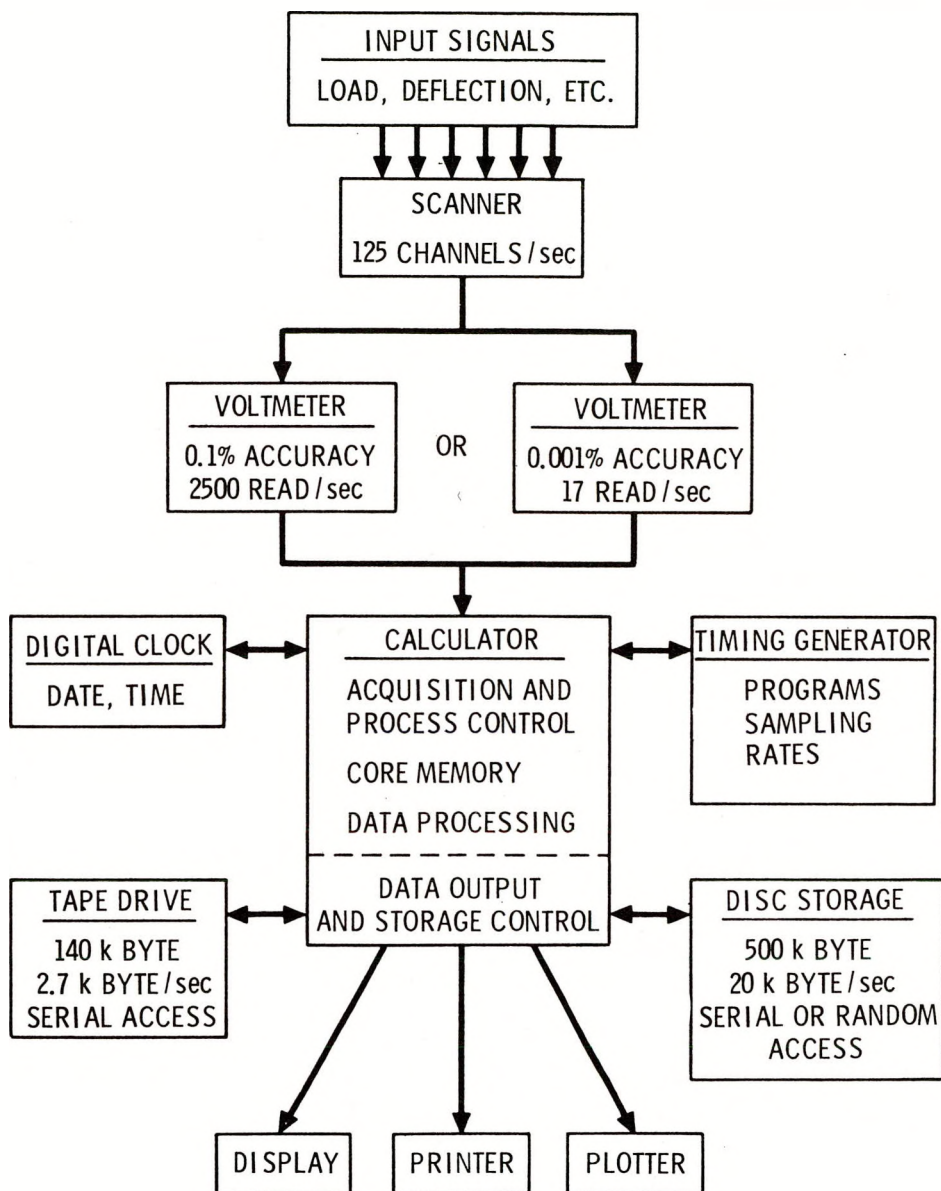 INPUT SIGNALS
LOAD, DEFLECTION, ETC.
SCANNER
125 CHANNELS/sec
VOLTMETER
0.1% ACCURACY
2500 READ/sec
OR
VOLTMETER
0.001% ACCURACY
17 READ/sec
DIGITAL CLOCK
DATE, TIME
CALCULATOR
ACQUISITION AND
PROCESS CONTROL
CORE MEMORY
DATA PROCESSING
DATA OUTPUT
AND STORAGE CONTROL
TIMING GENERATOR
PROGRAMS
SAMPLING
RATES
TAPE DRIVE
140 k BYTE
2.7 k BYTE/sec
SERIAL ACCESS
DISC STORAGE
500 k BYTE
20 k BYTE/sec
SERIAL OR RANDOM
ACCESS
DISPLAY
PRINTER
PLOTTER